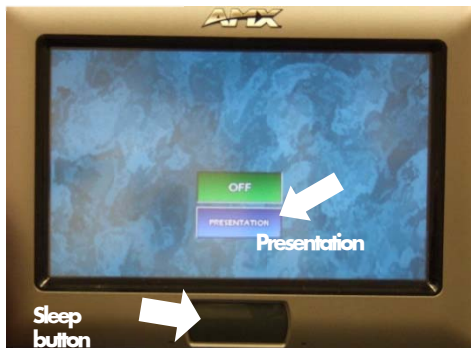 AMX
OFF
PRESENTATION
Presentation
Sleep
button